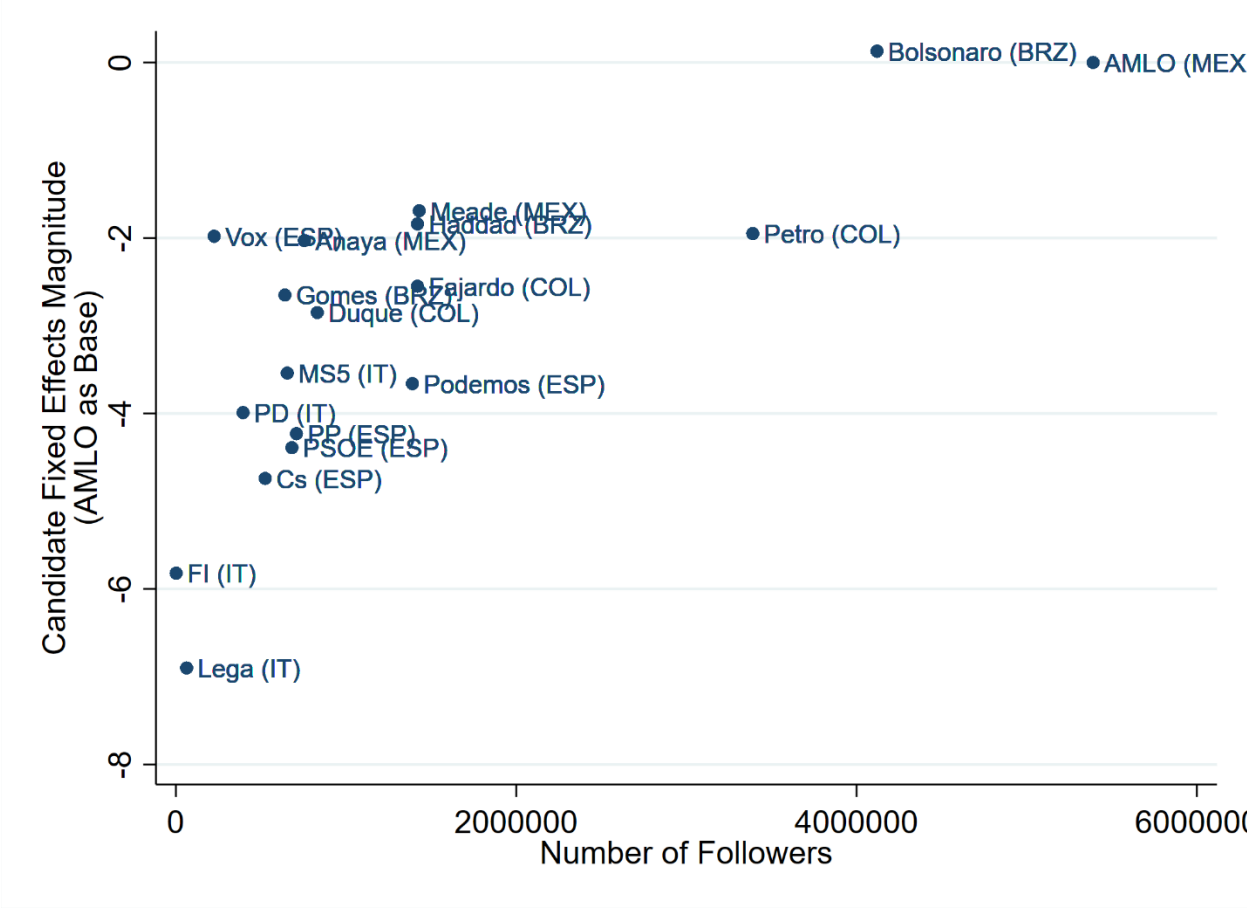 Candidate Fixed Effects Magnitude
(AMLO as Base)
0
-2
-4
-6
-8
Bolsonaro (BRZ)
AMLO (MEX
Meade (MEX)
Haddad (BRZ)
Vox (ESP)
Anaya (MEX)
Petro (COL)
Fajardo (COL)
Gomes (BRZ)
Duque (COL)
MS5 (IT)
Podemos (ESP)
PD (IT)
PP (ESP)
PSOE (ESP)
Cs (ESP)
FI (IT)
Lega (IT)
0 2000000 4000000 6000000
Number of Followers